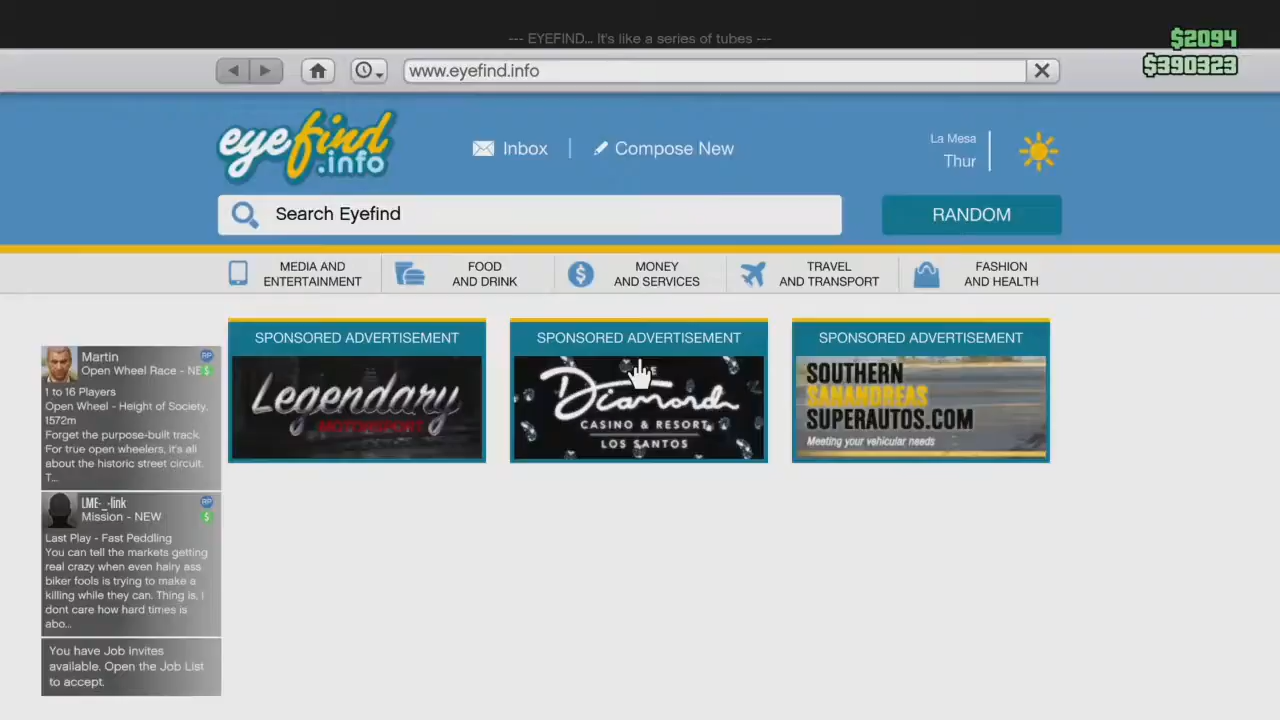 --- EYEFIND... It's like a series of tubes ---
$2094
$390323
www.eyefind.info
eyefind
.info
Inbox
Compose New
La Mesa
Thur
Search Eyefind
RANDOM
MEDIA AND
ENTERTAINMENT
FOOD
AND DRINK
MONEY
AND SERVICES
TRAVEL
AND TRANSPORT
FASHION
AND HEALTH
SPONSORED ADVERTISEMENT
Legendary
MOTORSPORT
SPONSORED ADVERTISEMENT
Diamond
CASINO & RESORT
LOS SANTOS
SPONSORED ADVERTISEMENT
SOUTHERN
SANANDREAS
SUPERAUTOS.COM
Meeting your vehicular needs
Martin
RP
Open Wheel Race - NE
$
1 to 16 Players
Open Wheel - Height of Society,
1572m
Forget the purpose-built track.
For true open wheelers, it's all
about the historic street circuit.
T...
LME-_-link
RP
Mission - NEW
$
Last Play - Fast Peddling
You can tell the markets getting
real crazy when even hairy ass
biker fools is trying to make a
killing while they can. Thing is, i
dont care how hard times is
abo...
You have Job invites
available. Open the Job List
to accept.